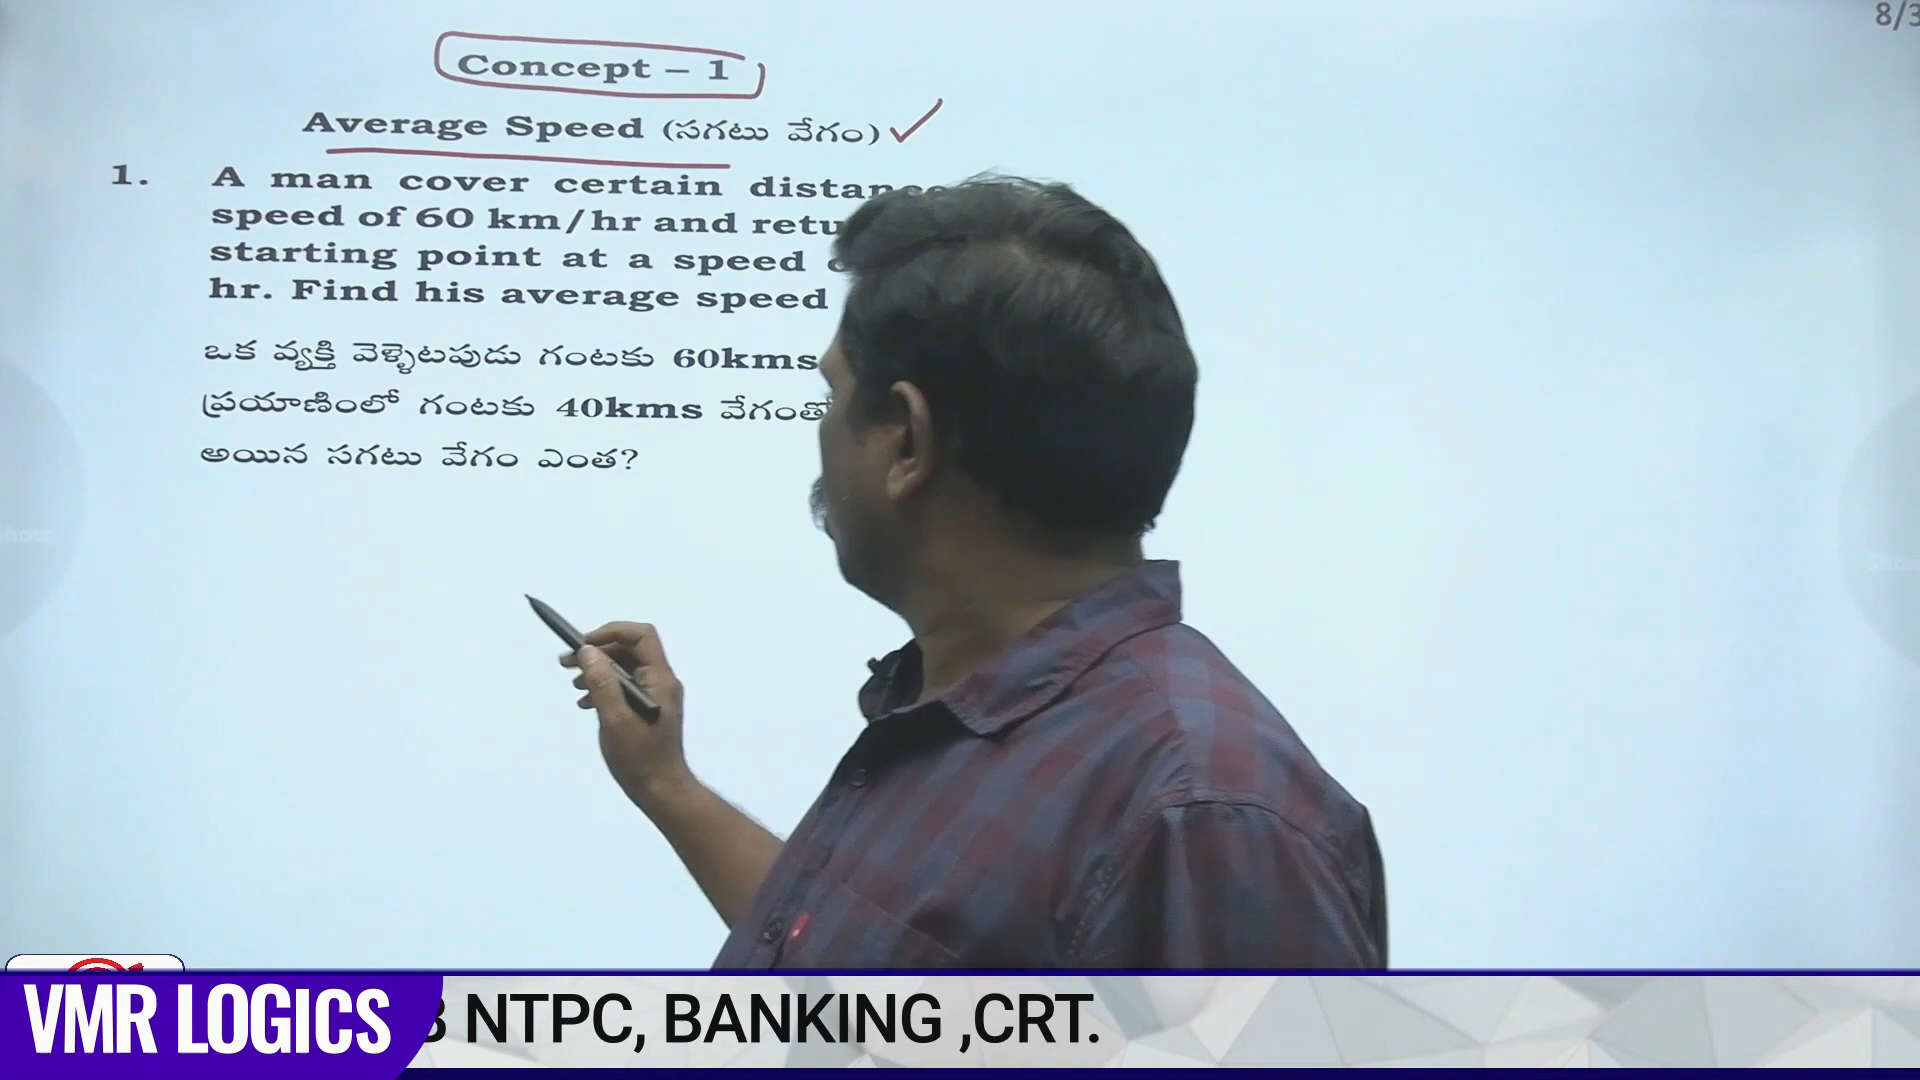 8/3
Concept – 1
Average Speed (సగటు వేగం)
1. A man cover certain distance
speed of 60 km/hr and retu
starting point at a speed
hr. Find his average speed
ఒక వ్యక్తి వెళ్ళెటపుడు గంటకు 60kms
ప్రయాణింలో గంటకు 40kms వేగంతో
అయిన సగటు వేగం ఎంత?
VMR LOGICS
B NTPC, BANKING ,CRT.